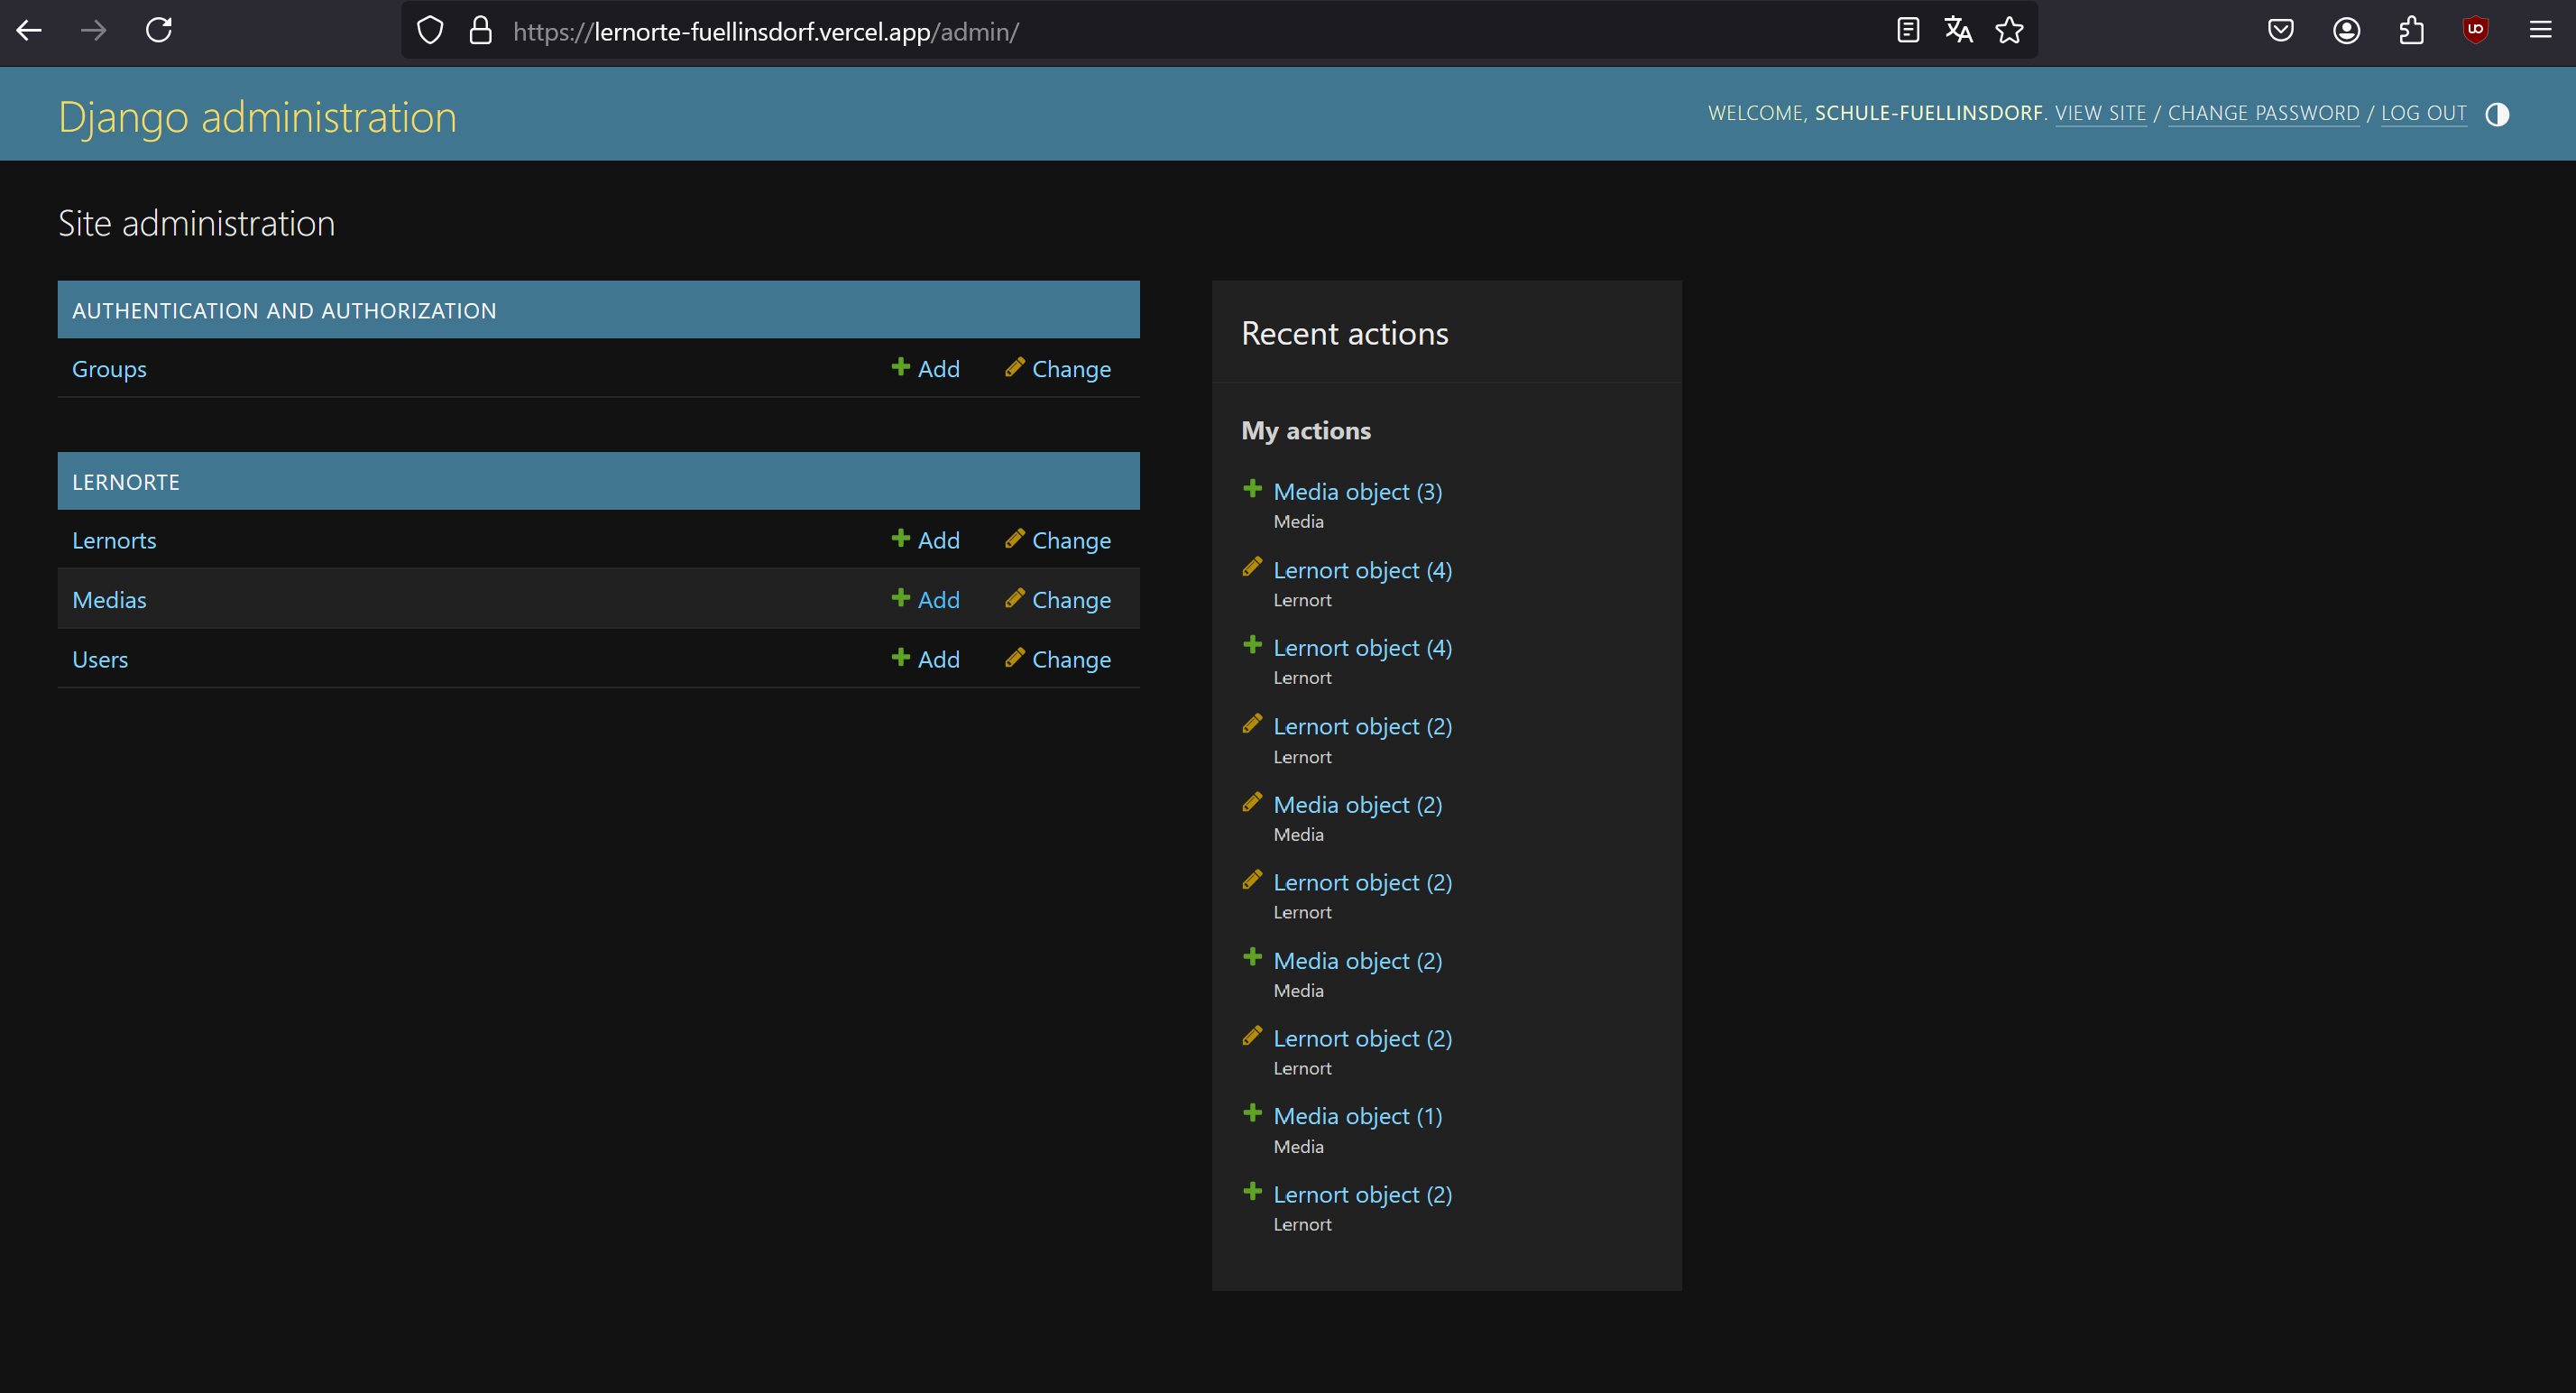 https://lernorte-fuellinsdorf.vercel.app/admin/
Django administration
WELCOME, SCHULE-FUELLINSDORF. VIEW SITE / CHANGE PASSWORD / LOG OUT
Site administration
AUTHENTICATION AND AUTHORIZATION
Groups Add Change
LERNORTE
Lernorts Add Change
Medias Add Change
Users Add Change
Recent actions
My actions
Media object (3)
Media
Lernort object (4)
Lernort
Lernort object (4)
Lernort
Lernort object (2)
Lernort
Media object (2)
Media
Lernort object (2)
Lernort
Media object (2)
Media
Lernort object (2)
Lernort
Media object (1)
Media
Lernort object (2)
Lernort